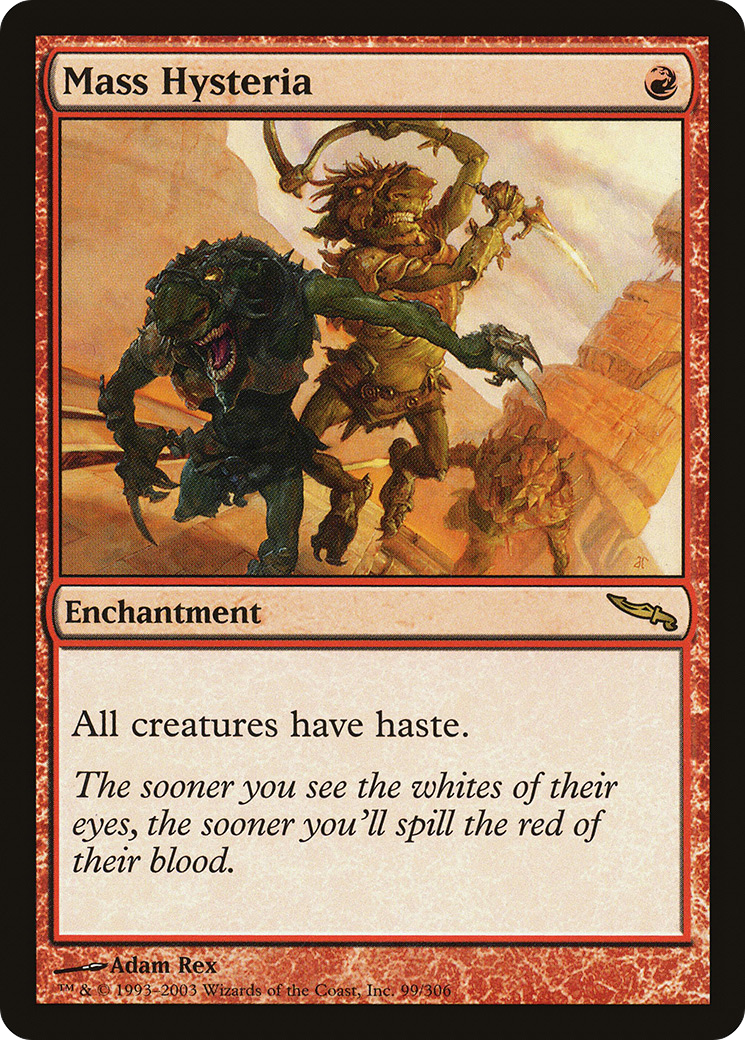 Mass Hysteria
Enchantment
All creatures have haste.
The sooner you see the whites of their
eyes, the sooner you'll spill the red of
their blood.
Adam Rex
™ & © 1993–2003 Wizards of the Coast, Inc. 99/306